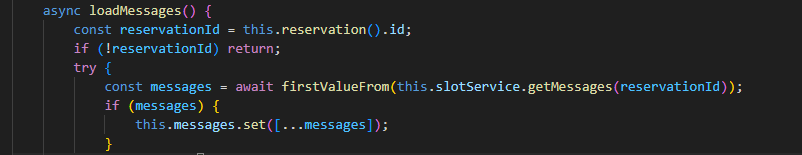 async loadMessages() {
const reservationId = this.reservation().id;
if (!reservationId) return;
try {
const messages = await firstValueFrom(this.slotService.getMessages(reservationId));
if (messages) {
this.messages.set([...messages]);
}